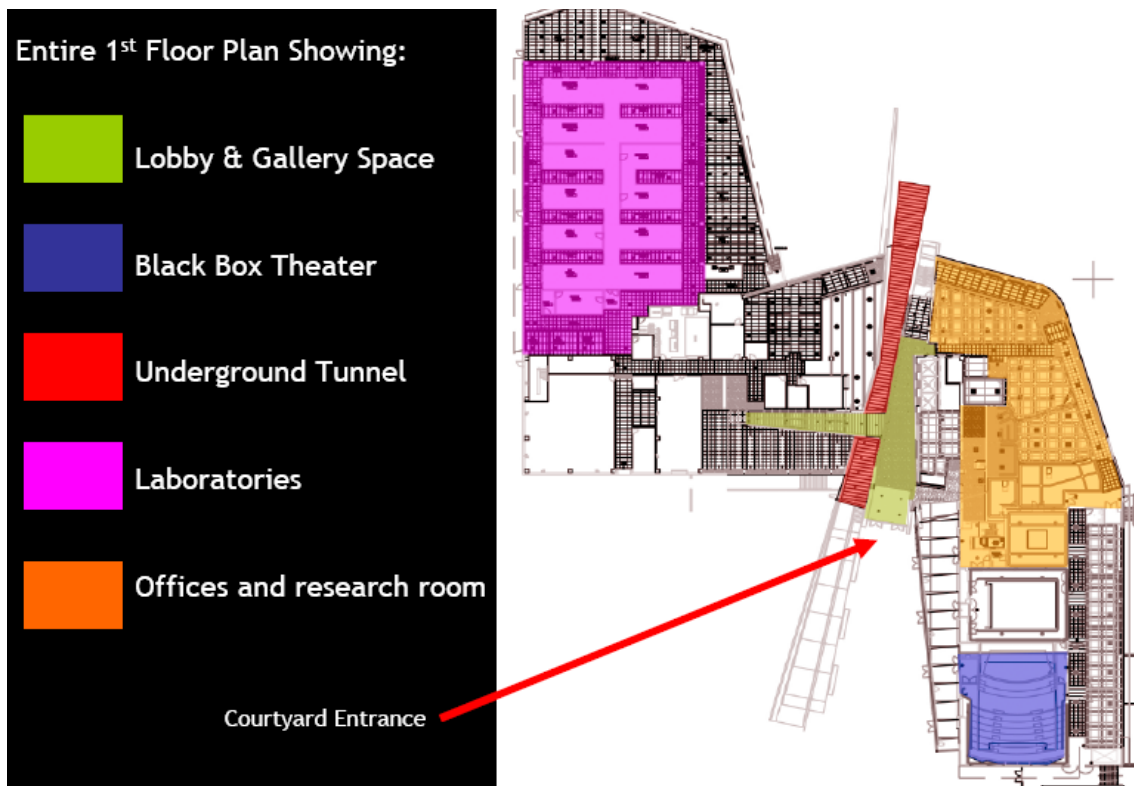 Entire 1st Floor Plan Showing:
Lobby & Gallery Space
Black Box Theater
Underground Tunnel
Laboratories
Offices and research room
Courtyard Entrance